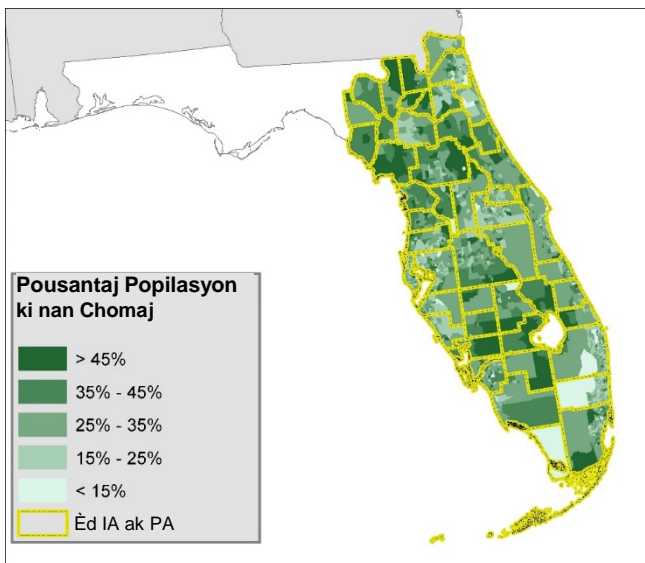 Pousantaj Popilasyon
ki nan Chomaj
> 45%
35% - 45%
25% - 35%
15% - 25%
< 15%
Èd IA ak PA